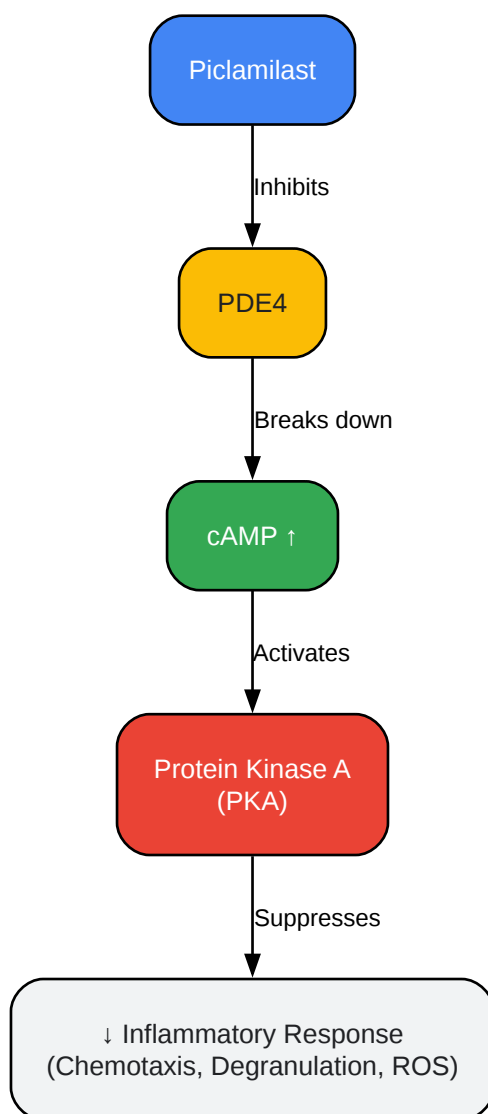 Piclamilast
Inhibits
PDE4
Breaks down
cAMP ↑
Activates
Protein Kinase A
(PKA)
Suppresses
↓ Inflammatory Response
(Chemotaxis, Degranulation, ROS)